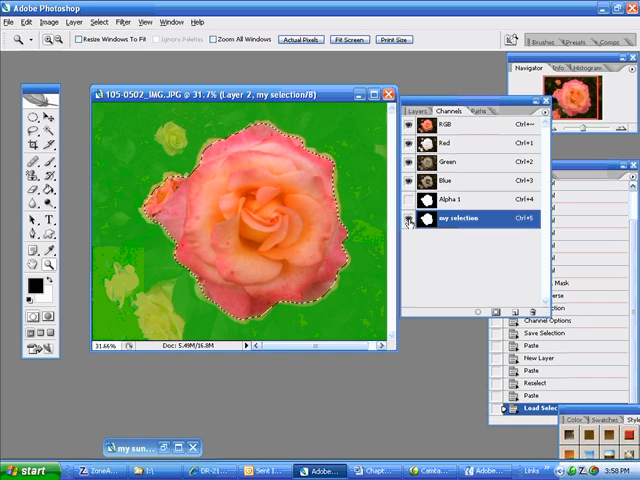 Adobe Photoshop
File Edit Image Layer Select Filter View Window Help
Resize Windows To Fit Ignore Palettes Zoom All Windows Actual Pixels Fit Screen Print Size
Brushes Presets Comps
Navigator Info Histogram
105-0502_IMG.JPG @ 31.7% (Layer 2, my selection/8)
Layers Channels Paths
RGB Ctrl+~
Red Ctrl+1
Green Ctrl+2
Blue Ctrl+3
Alpha 1 Ctrl+4
my selection Ctrl+5
Mask
Channel Options
Save Selection
Paste
New Layer
Paste
Reselect
Paste
Load Selec
31.66% Doc: 5.49M/16.8M
Color Swatches Style
my sun...
start ZoneA... I:\ DR-21... Sent I... Adobe... Chapt... Camta... Adobe... Links 3:58 PM